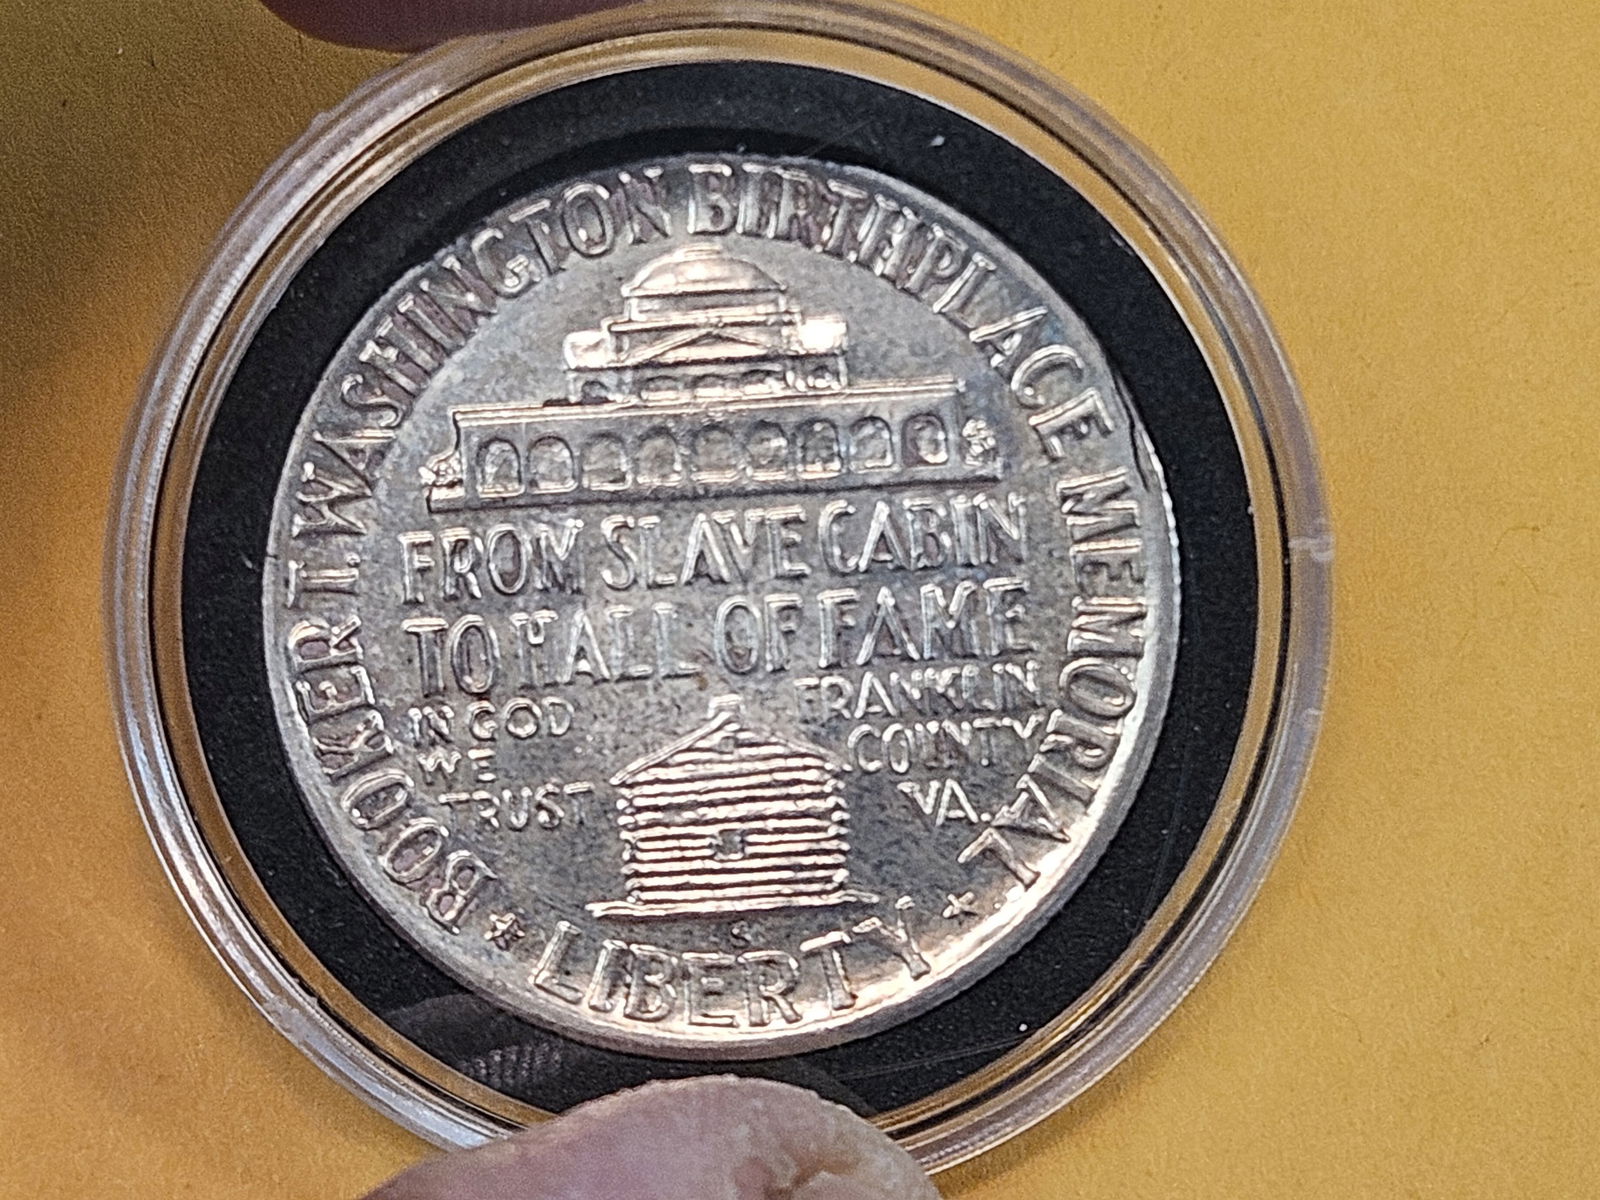 BOOKER T. WASHINGTON BIRTHPLACE MEMORIAL
FROM SLAVE CABIN
TO HALL OF FAME
IN GOD
WE
TRUST
FRANKLIN
COUNTY
VA.
S
LIBERTY